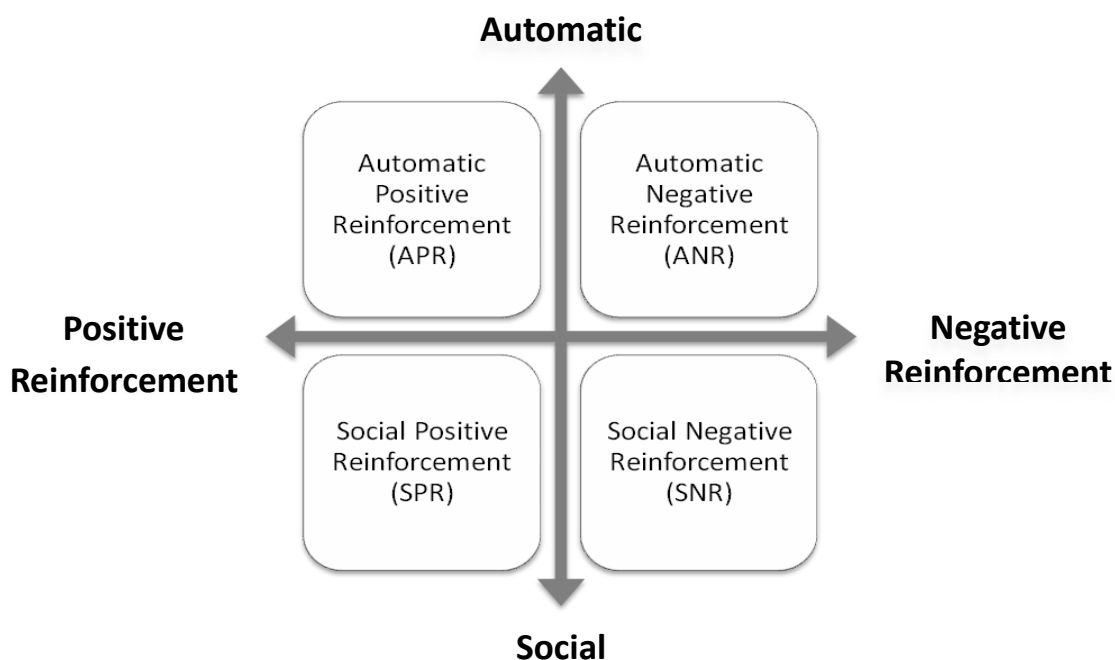 Automatic
Automatic
Positive
Reinforcement
(APR)
Automatic
Negative
Reinforcement
(ANR)
Positive
Reinforcement
Negative
Reinforcement
Social Positive
Reinforcement
(SPR)
Social Negative
Reinforcement
(SNR)
Social